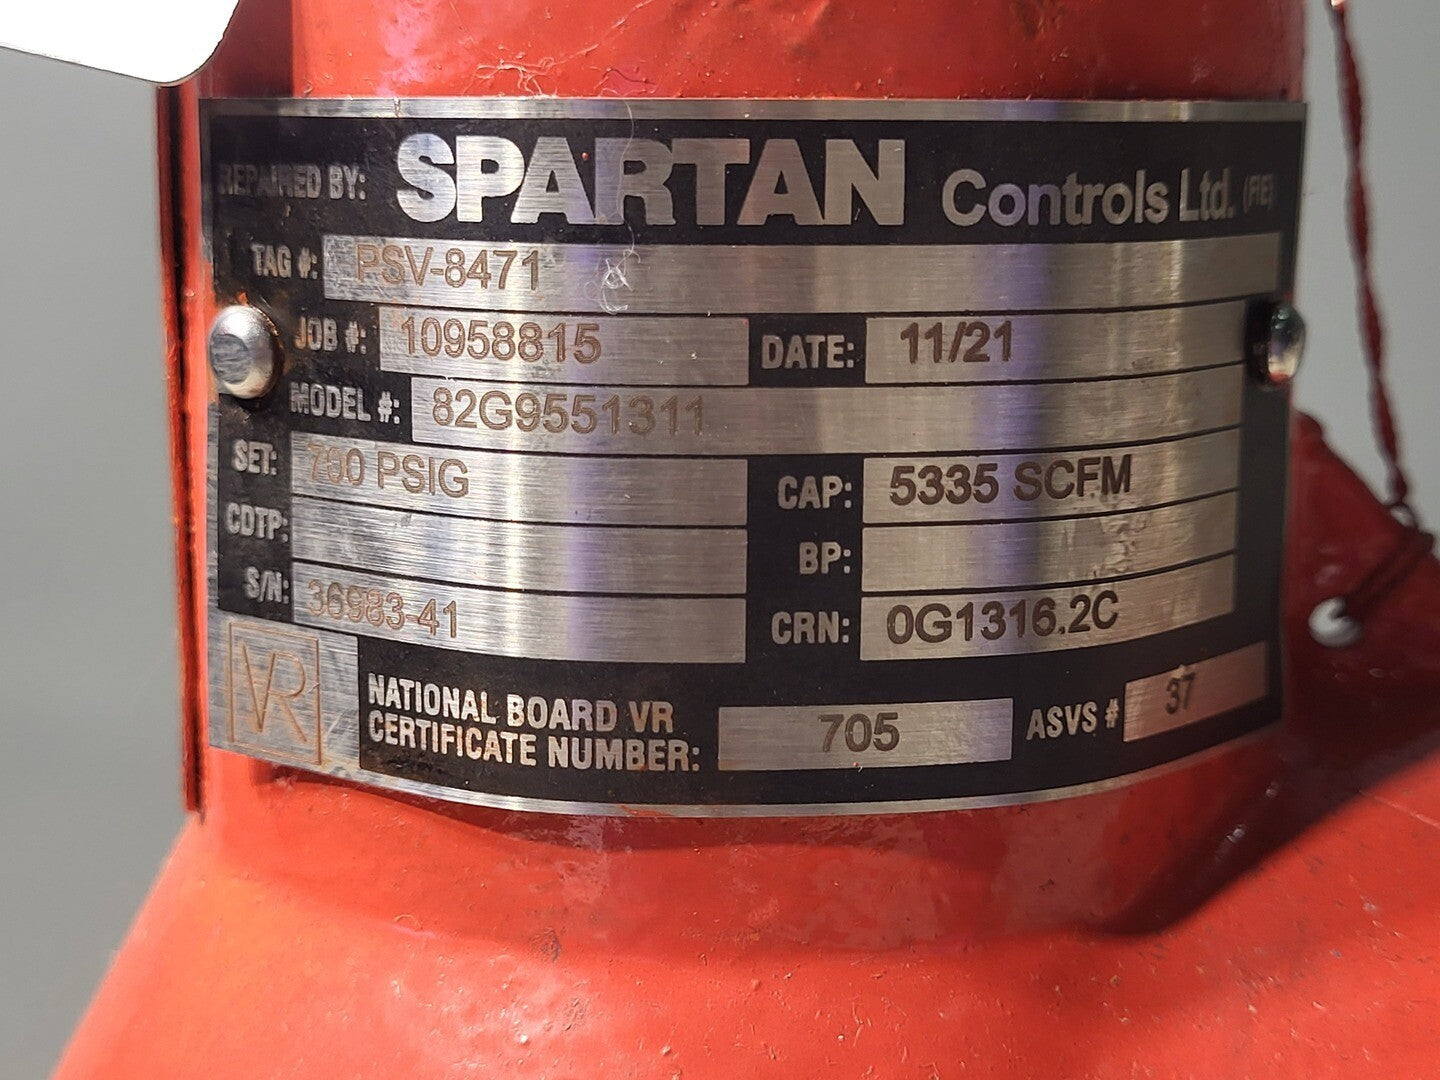 REPAIRED BY: SPARTAN Controls Ltd. (FIE)
TAG #: PSV-8471
JOB #: 10958815 DATE: 11/21
MODEL #: 82G9551311
SET: PSIG CAP: 5335 SCFM
CDTP: BP:
S/N: 36983-41 CRN: 0G1316.2C
VR NATIONAL BOARD VR
CERTIFICATE NUMBER: 705 ASVS # 37